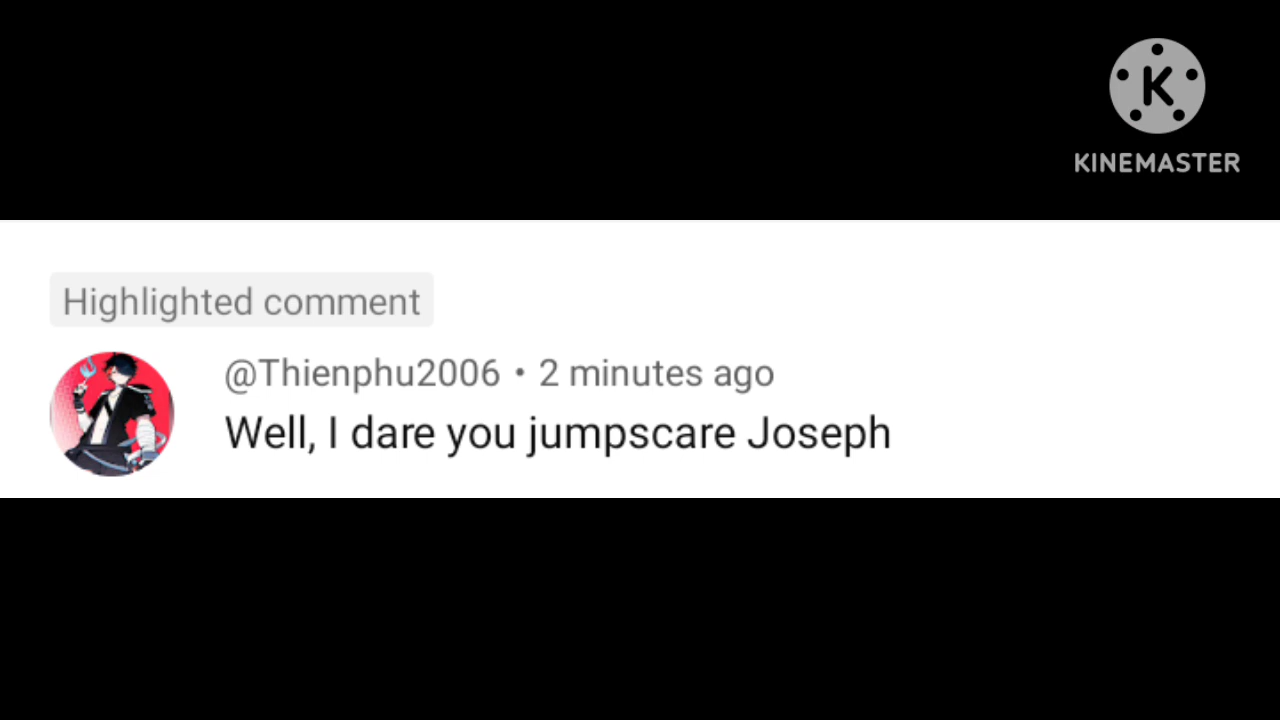 K
KINEMASTER
Highlighted comment
@Thienphu2006 • 2 minutes ago
Well, I dare you jumpscare Joseph